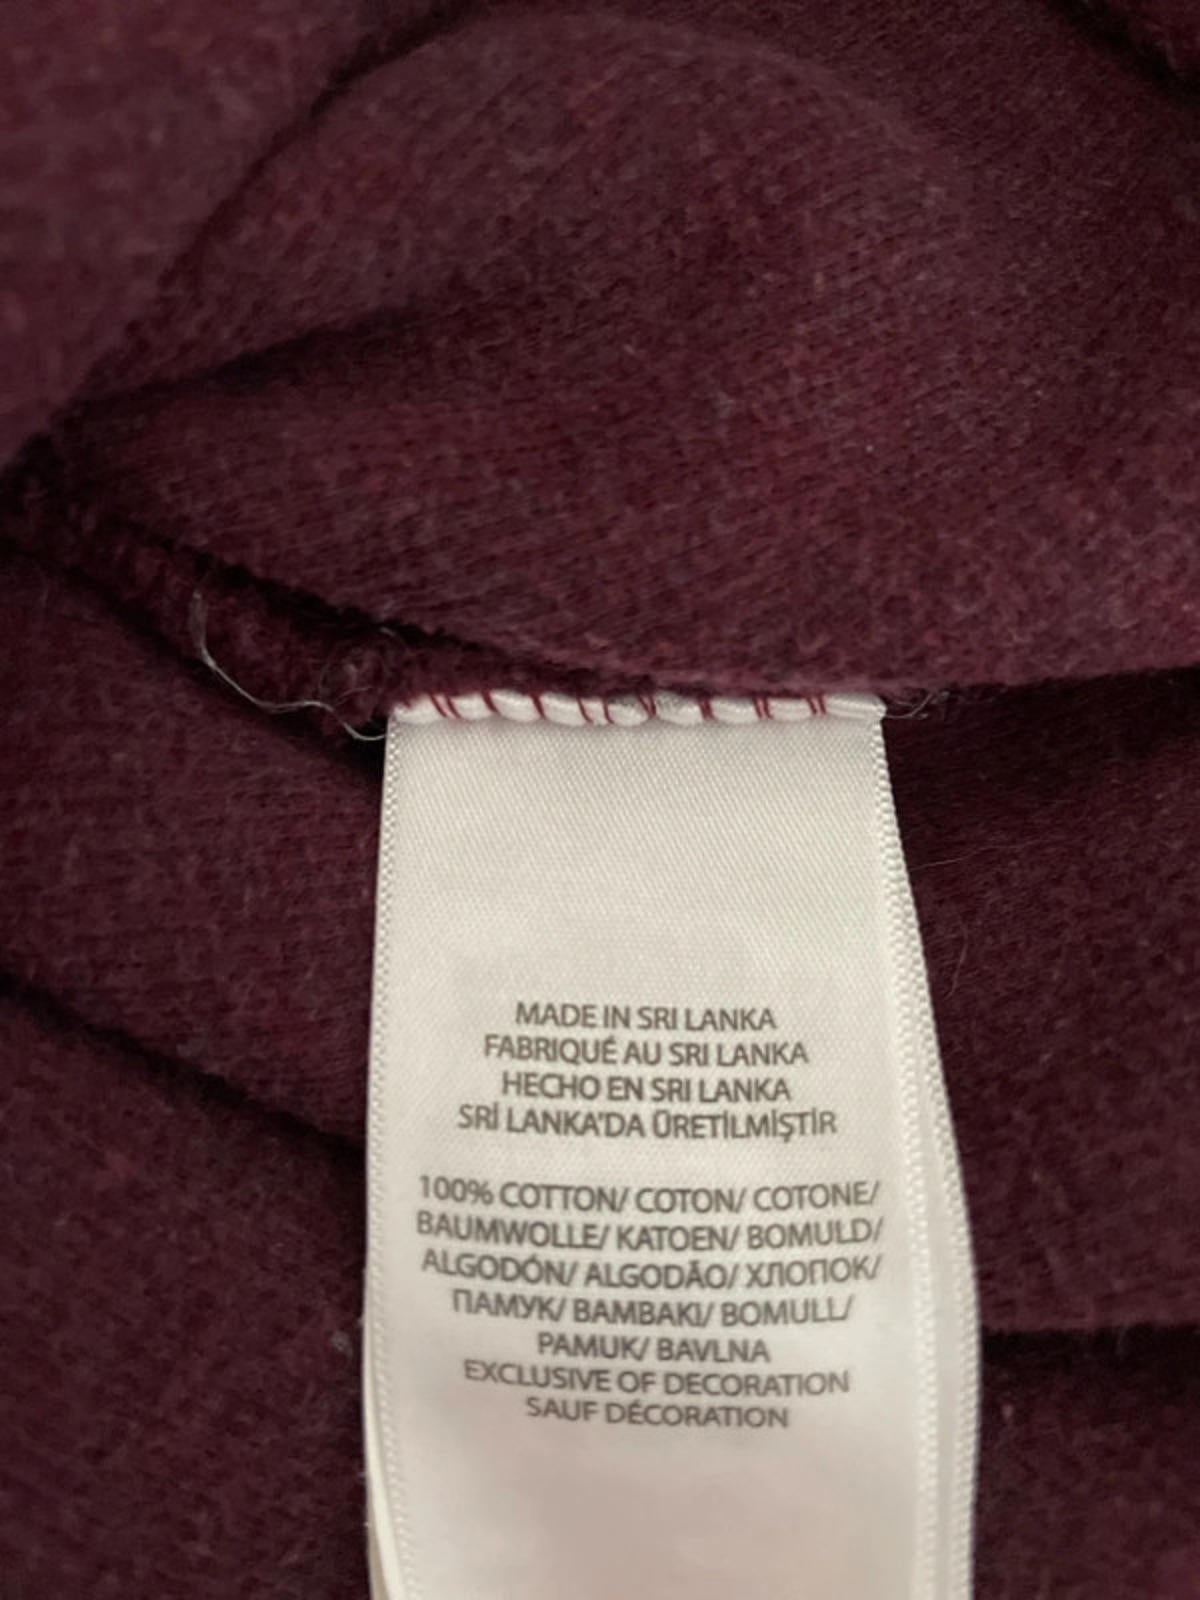 MADE IN SRI LANKA
FABRIQUÉ AU SRI LANKA
HECHO EN SRI LANKA
SRİ LANKA'DA ÜRETİLMİŞTİR
100% COTTON/ COTON/ COTONE/
BAUMWOLLE/ KATOEN/ BOMULD/
ALGODÓN/ ALGODÃO/ ХЛОПОК/
ПАМУК/ BAMBAKI/ BOMULL/
PAMUK/ BAVLNA
EXCLUSIVE OF DECORATION
SAUF DÉCORATION